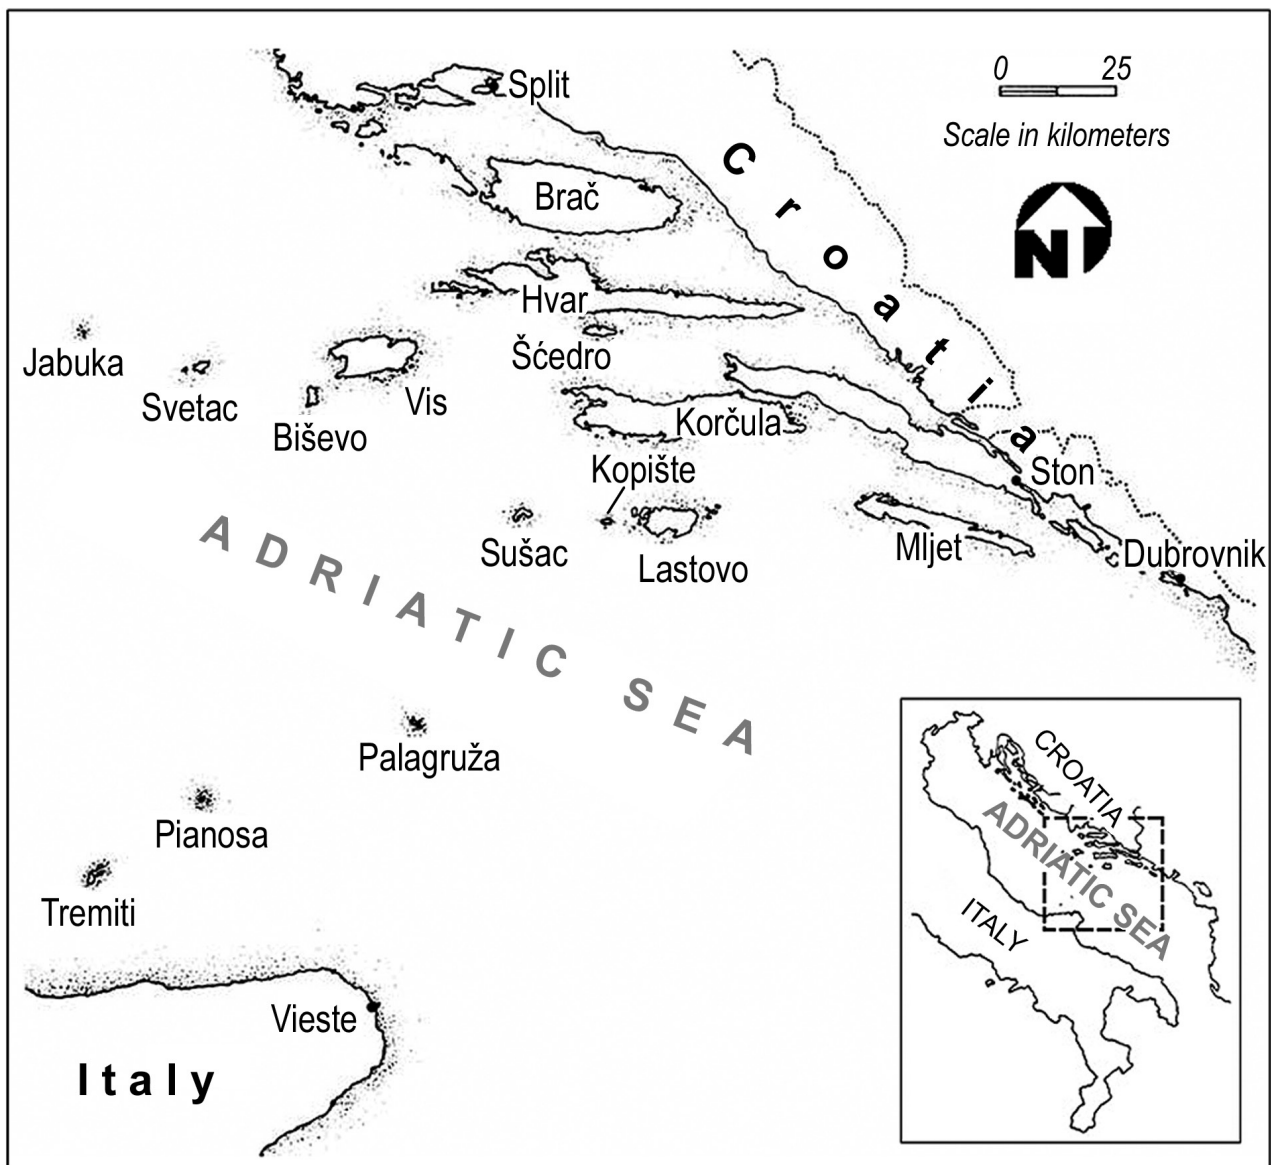 0 25
Scale in kilometers
N
Split
Croatia
Brač
Hvar
Šćedro
Jabuka
Svetac
Vis
Biševo
Korčula
Kopište
Ston
Sušac
Lastovo
Mljet
Dubrovnik
ADRIATIC SEA
Palagruža
Pianosa
Tremiti
Vieste
Italy
CROATIA
ADRIATIC SEA
ITALY